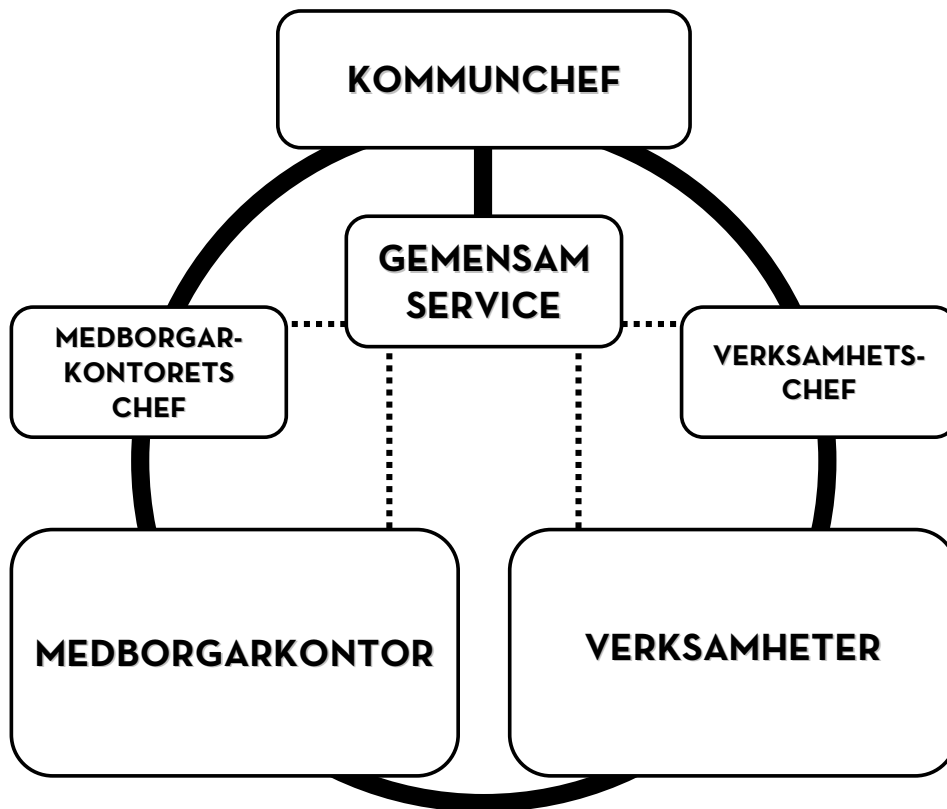 KOMMUNCHEF
GEMENSAM
SERVICE
MEDBORGAR-
KONTORETS
CHEF
VERKSAMHETS-
CHEF
MEDBORGARKONTOR
VERKSAMHETER